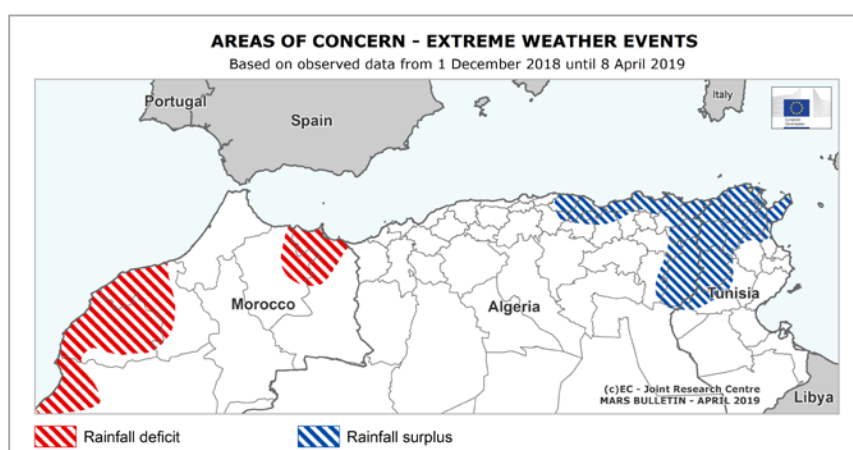 AREAS OF CONCERN - EXTREME WEATHER EVENTS
Based on observed data from 1 December 2018 until 8 April 2019
Portugal
Spain
Italy
Morocco
Algeria
Tunisia
Libya
(c)EC - Joint Research Centre
MARS BULLETIN - APRIL 2019
Rainfall deficit
Rainfall surplus